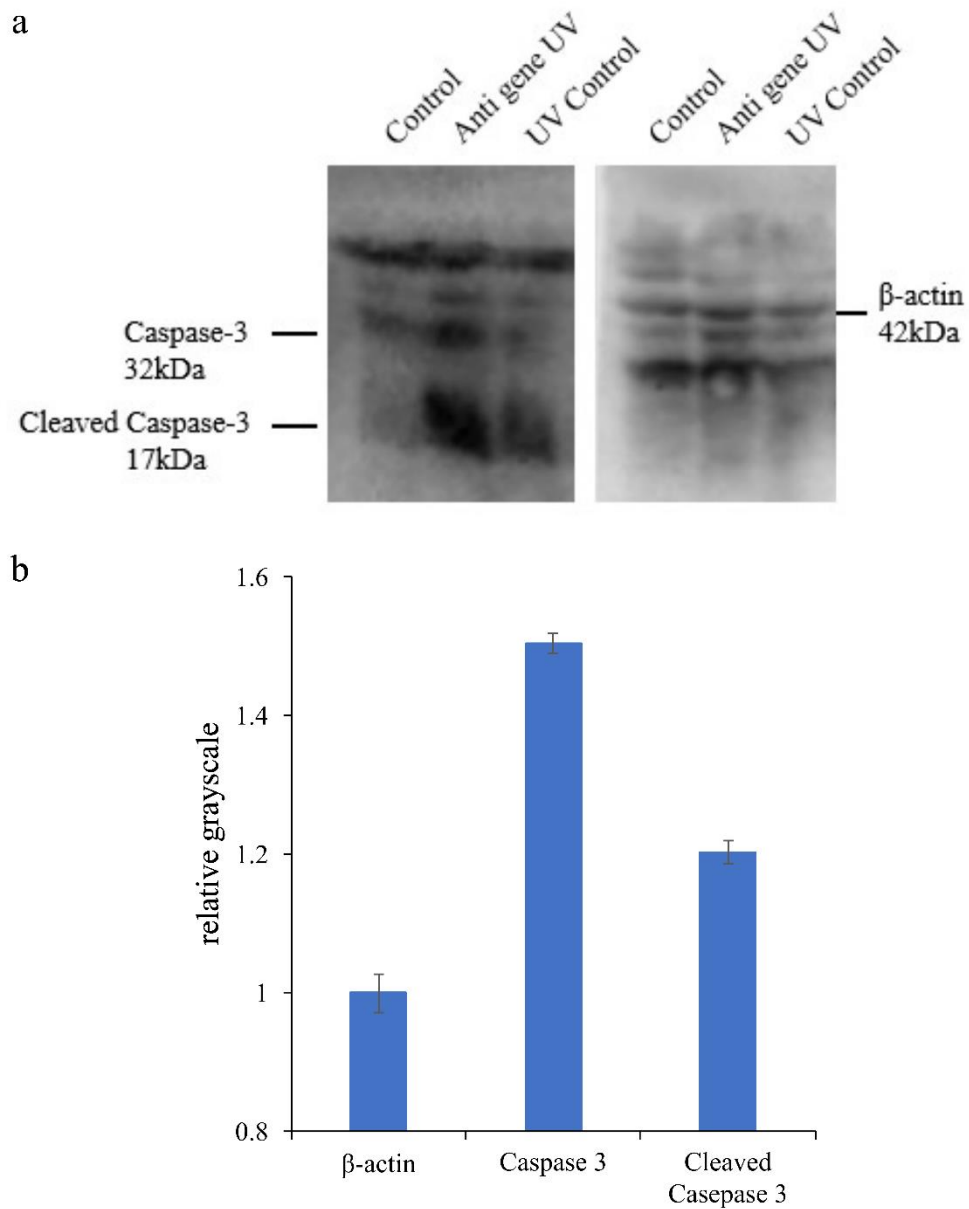 a
Control
Anti gene UV
UV Control
Control
Anti gene UV
UV Control
Caspase-3
32kDa
Cleaved Caspase-3
17kDa
β-actin
42kDa
b
1.6
1.4
1.2
1
0.8
relative grayscale
β-actin
Caspase 3
Cleaved
Casepase 3